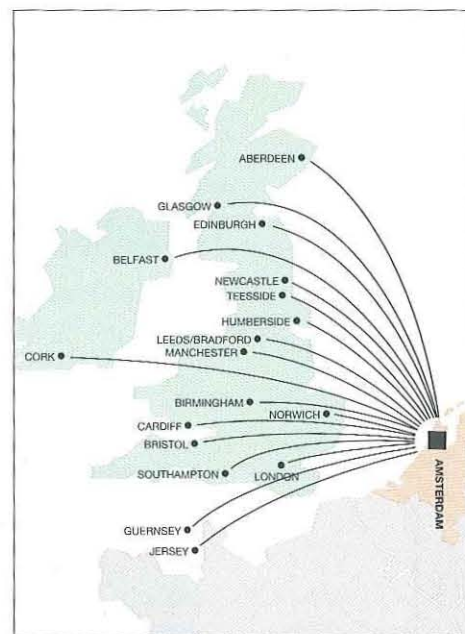 ABERDEEN
GLASGOW
EDINBURGH
BELFAST
NEWCASTLE
TEESSIDE
HUMBERSIDE
LEEDS/BRADFORD
MANCHESTER
CORK
BIRMINGHAM
NORWICH
CARDIFF
BRISTOL
SOUTHAMPTON
LONDON
AMSTERDAM
GUERNSEY
JERSEY